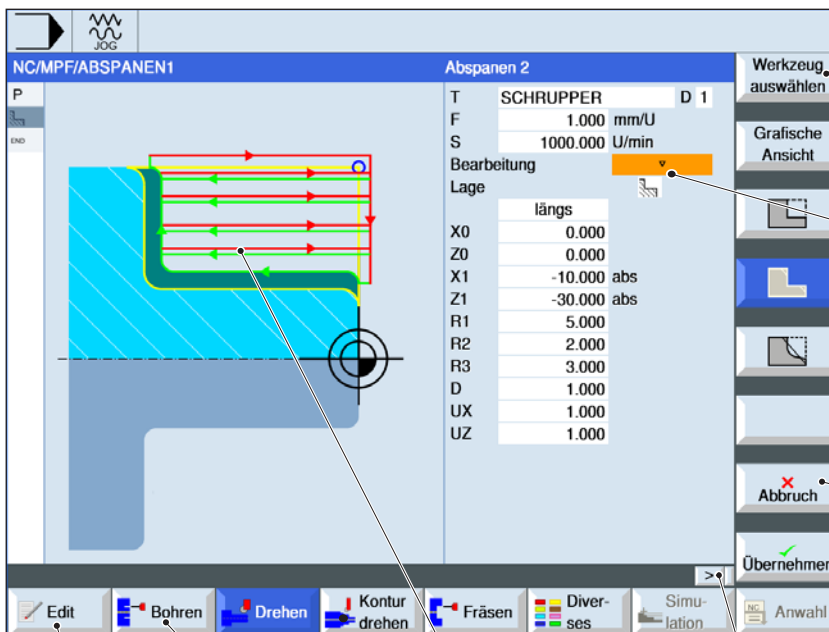 JOG
NC/MPF/ABSPANEN1
Abspanen 2
P
END
T SCHRUPPER D 1
F 1.000 mm/U
S 1000.000 U/min
Bearbeitung ▿
Lage
längs
X0 0.000
Z0 0.000
X1 -10.000 abs
Z1 -30.000 abs
R1 5.000
R2 2.000
R3 3.000
D 1.000
UX 1.000
UZ 1.000
Werkzeug
auswählen
Grafische
Ansicht
Abbruch
Übernehmen
>
Edit
Bohren
Drehen
Kontur
drehen
Fräsen
Diver-
ses
Simu-
lation
NC
Anwahl